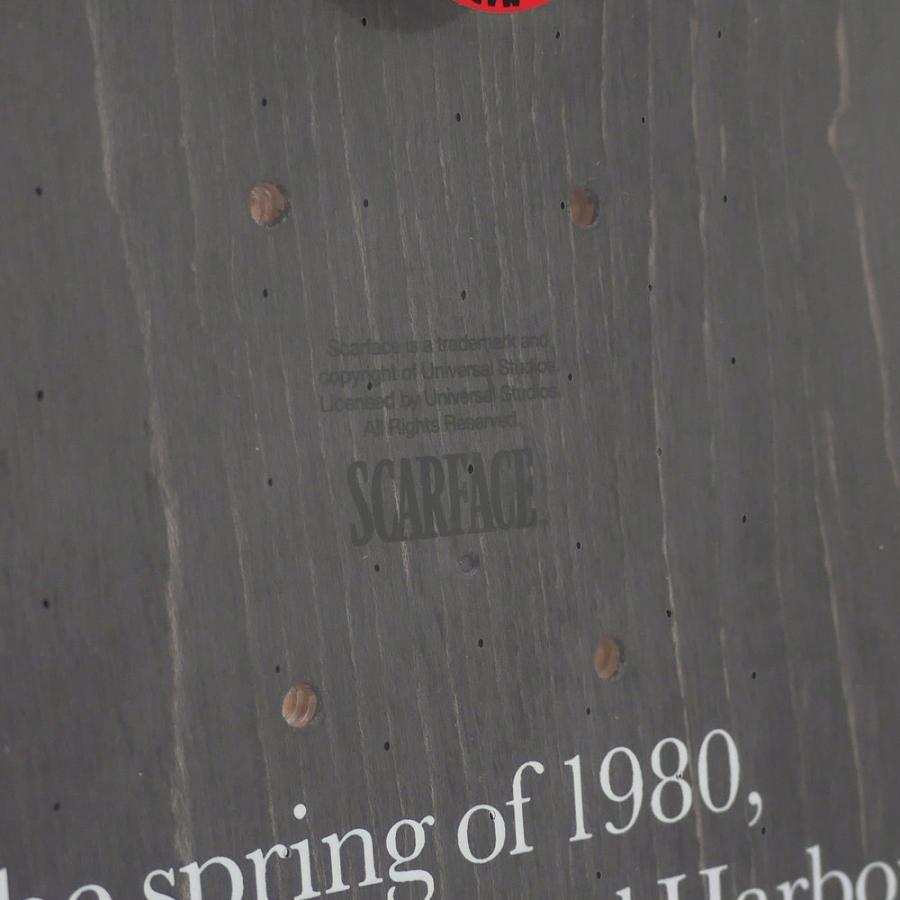 Scarface is a trademark and
copyright of Universal Studios.
Licensed by Universal Studios.
All Rights Reserved.
SCARFACE
spring of 1980,